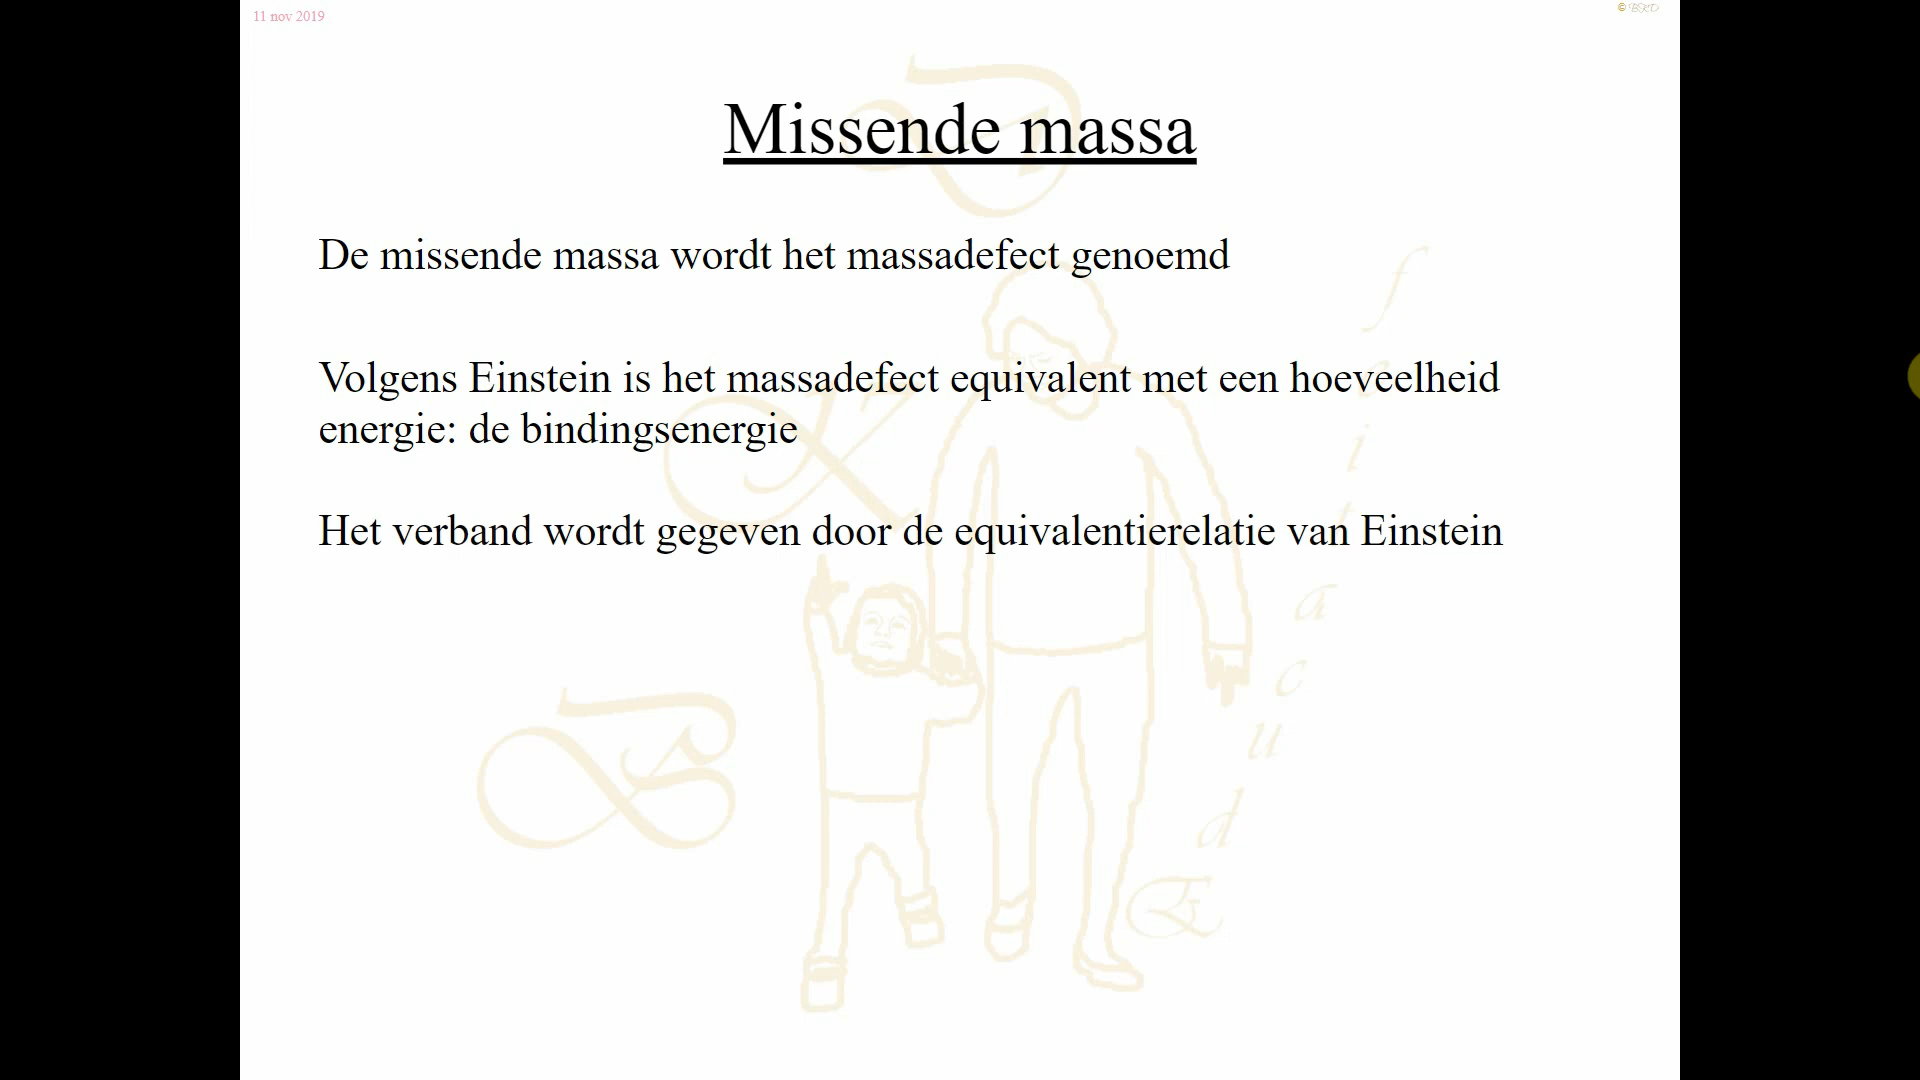 11 nov 2019
© BKD
Missende massa
De missende massa wordt het massadefect genoemd
Volgens Einstein is het massadefect equivalent met een hoeveelheid
energie: de bindingsenergie
Het verband wordt gegeven door de equivalentierelatie van Einstein